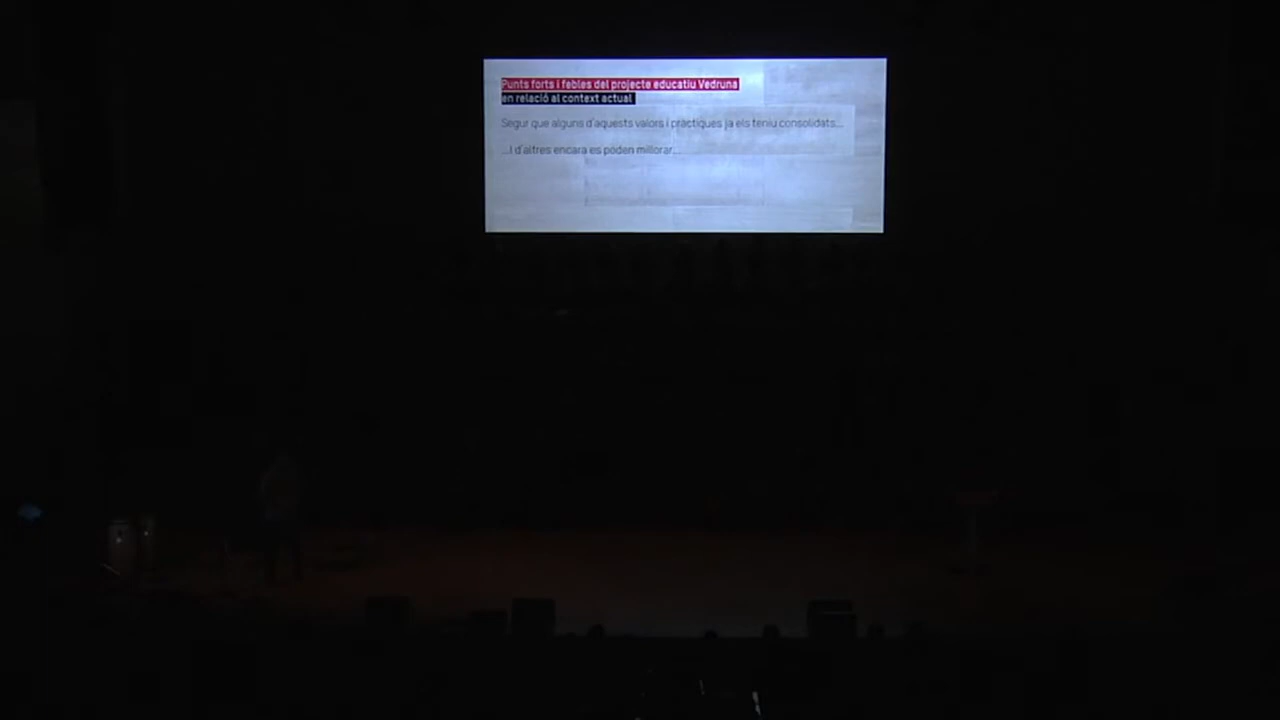 Punts forts i febles del projecte educatiu Vedruna
en relació al context actual
Segur que alguns d'aquests valors i pràctiques ja els teniu consolidats...
...I d'altres encara es poden millorar...